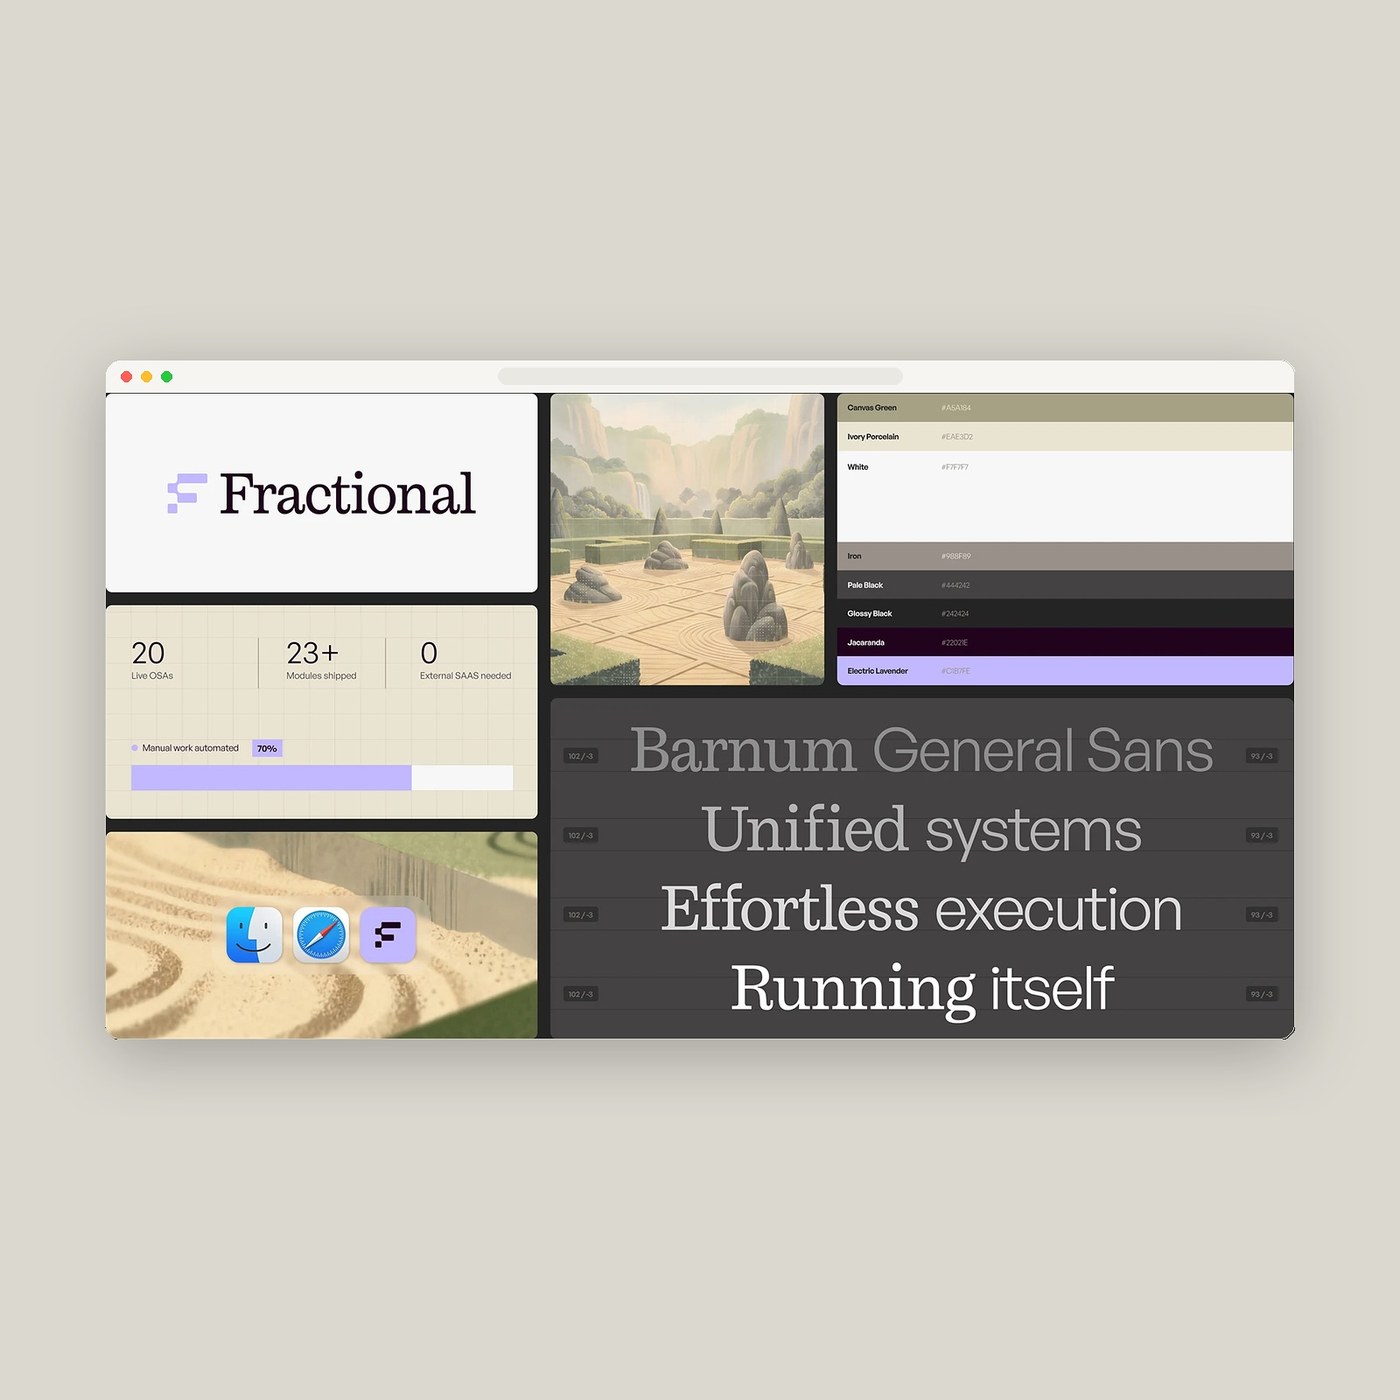 Fractional
20
Live OSAs
23+
Modules shipped
0
External SAAS needed
Manual work automated
70%
Canvas Green #A5A184
Ivory Porcelain #EAE3D2
White #F7F7F7
Iron #988F89
Pale Black #444242
Glossy Black #242424
Jacaranda #22021E
Electric Lavender
102 / -3 Barnum General Sans 93 / -3
102 / -3 Unified systems 93 / -3
102 / -3 Effortless execution 93 / -3
102 / -3 Running itself 93 / -3